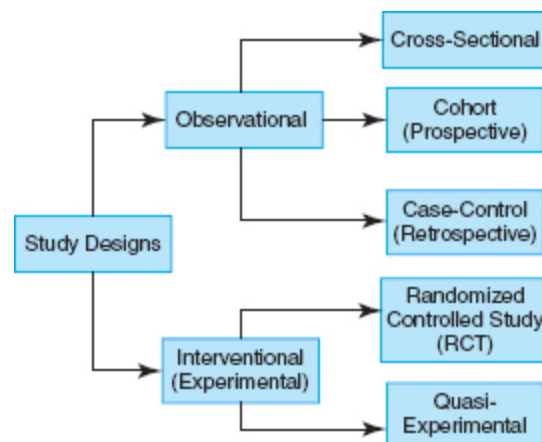 Cross-Sectional
Observational
Cohort
(Prospective)
Case-Control
(Retrospective)
Study Designs
Randomized
Controlled Study
(RCT)
Interventional
(Experimental)
Quasi-
Experimental